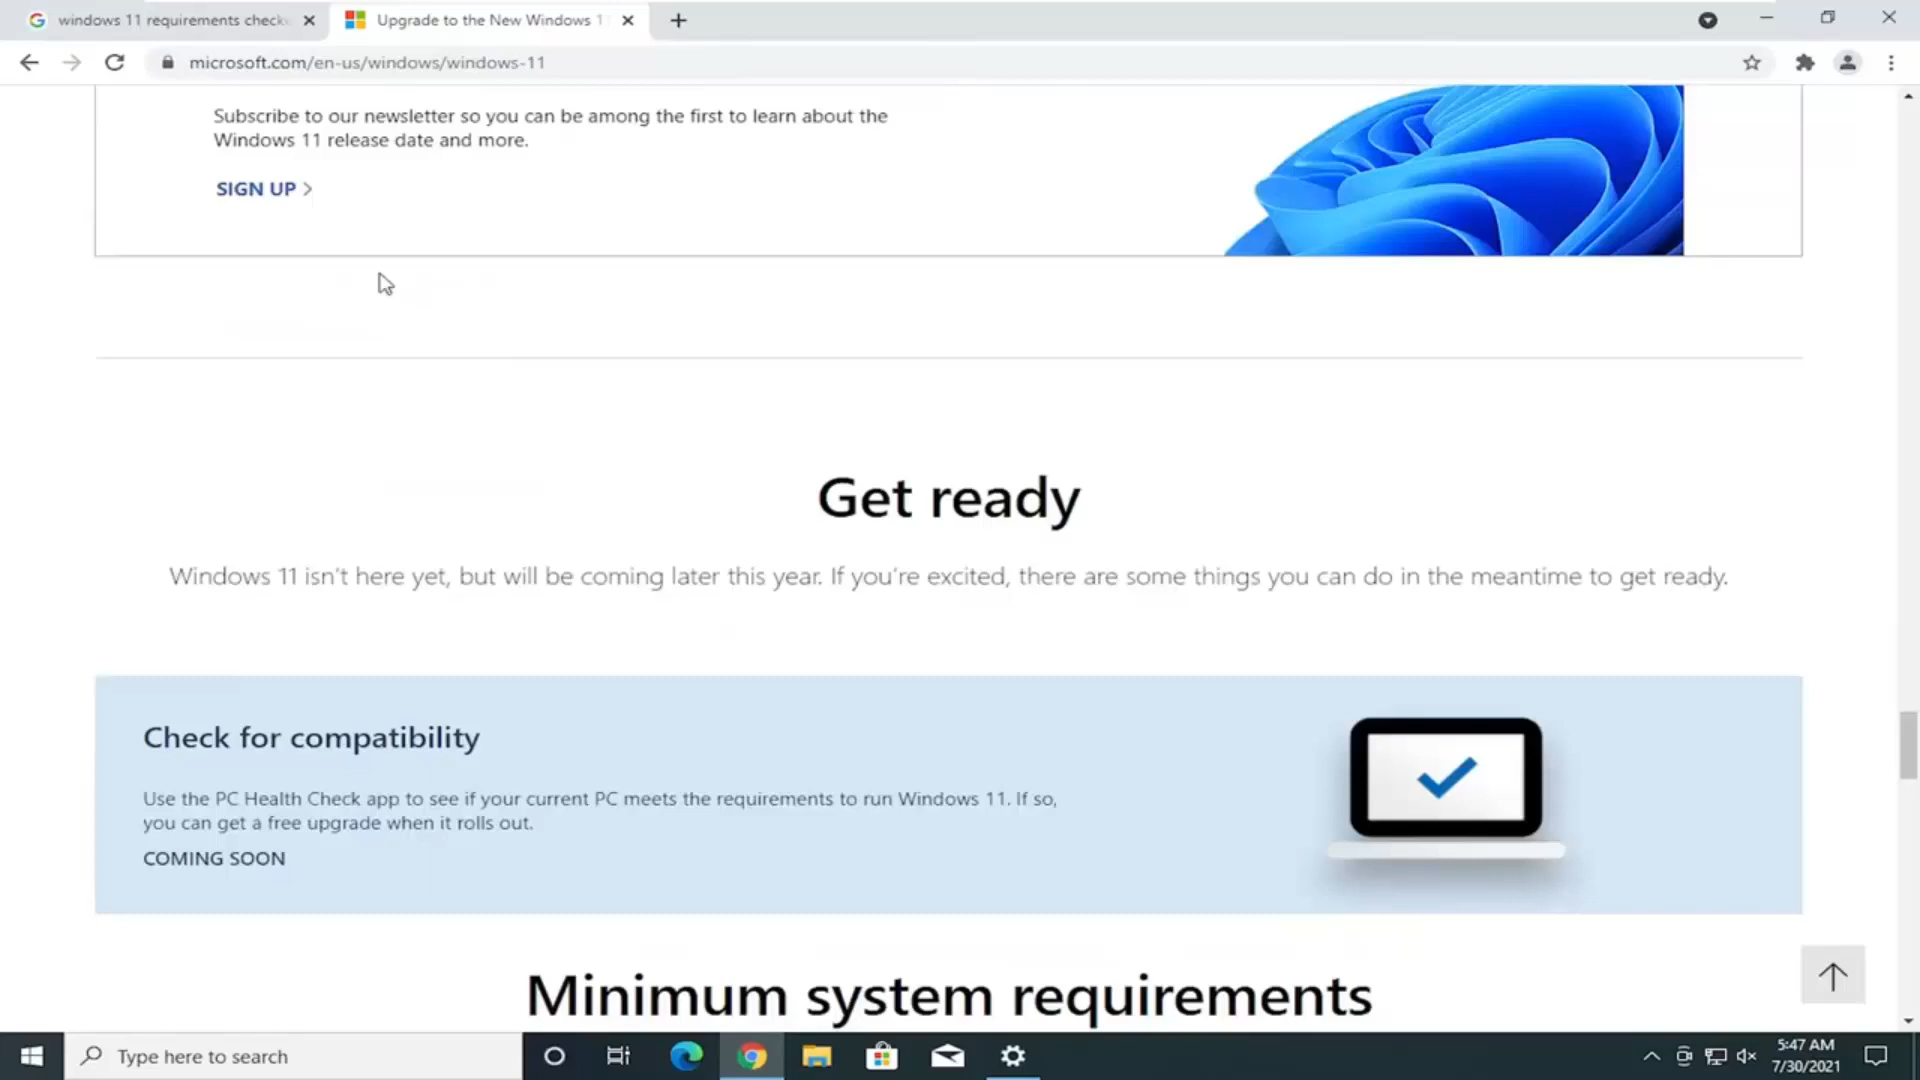 windows 11 requirements check
Upgrade to the New Windows 1
microsoft.com/en-us/windows/windows-11
Subscribe to our newsletter so you can be among the first to learn about the
Windows 11 release date and more.
SIGN UP
Get ready
Windows 11 isn't here yet, but will be coming later this year. If you're excited, there are some things you can do in the meantime to get ready.
Check for compatibility
Use the PC Health Check app to see if your current PC meets the requirements to run Windows 11. If so,
you can get a free upgrade when it rolls out.
COMING SOON
Minimum system requirements
Type here to search
5:47 AM
7/30/2021